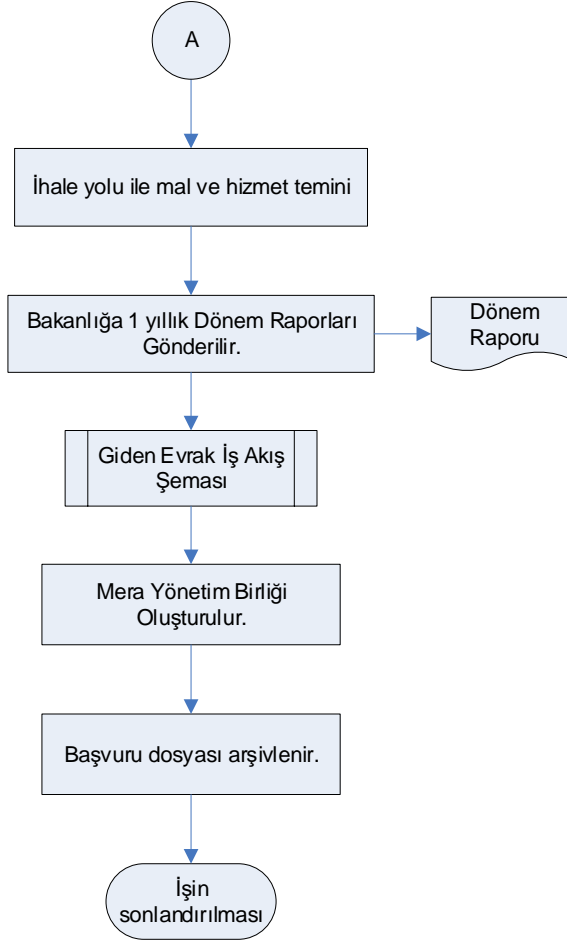 A
İhale yolu ile mal ve hizmet temini
Bakanlığa 1 yıllık Dönem Raporları
Gönderilir.
Dönem
Raporu
Giden Evrak İş Akış
Şeması
Mera Yönetim Birliği
Oluşturulur.
Başvuru dosyası arşivlenir.
İşin
sonlandırılması